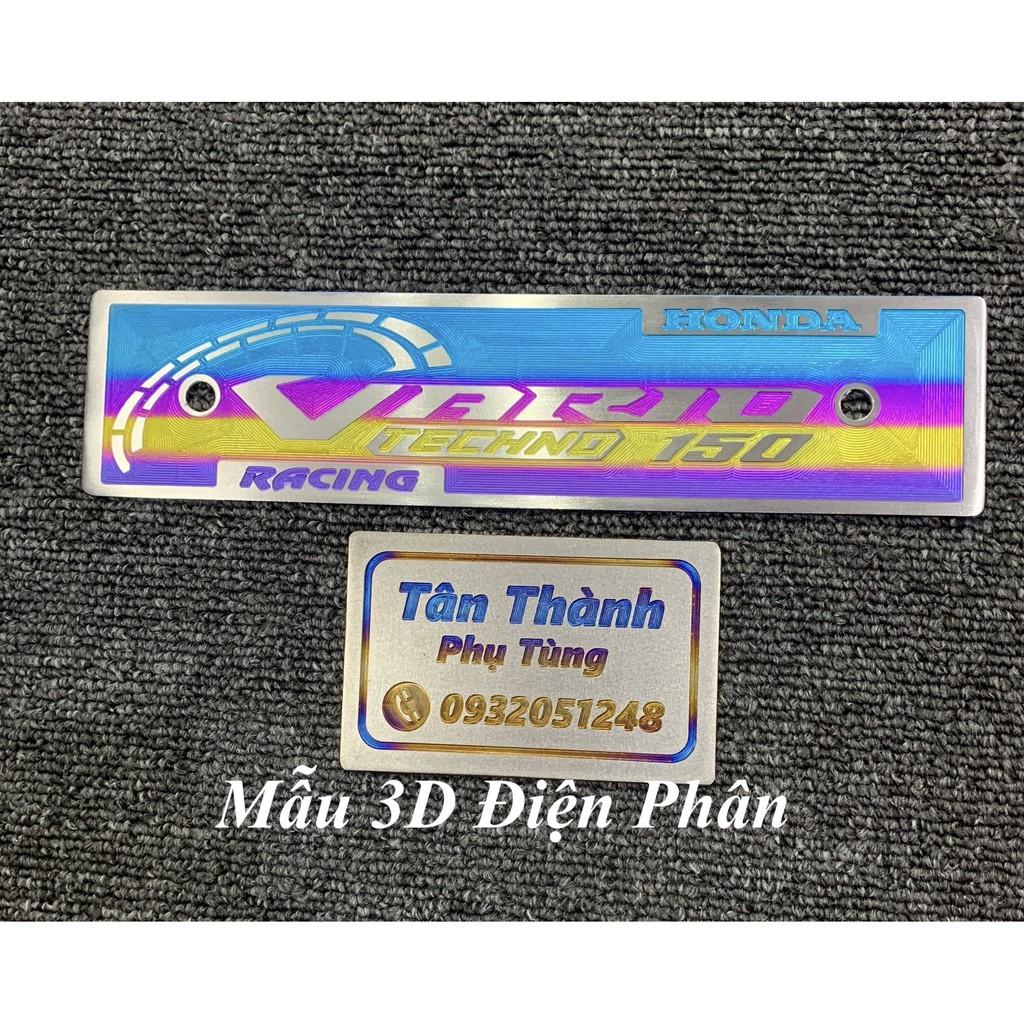 HONDA
VARIO
TECHNO 150
RACING
Tân Thành
Phụ Tùng
0932051248
Mẫu 3D Điện Phân